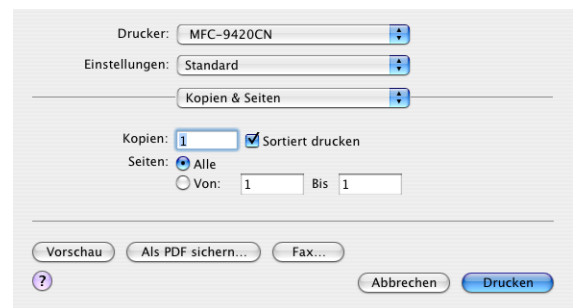 Drucker: MFC-9420CN
Einstellungen: Standard
Kopien & Seiten
Kopien: 1 Sortiert drucken
Seiten: Alle
Von: 1 Bis 1
Vorschau Als PDF sichern... Fax...
? Abbrechen Drucken